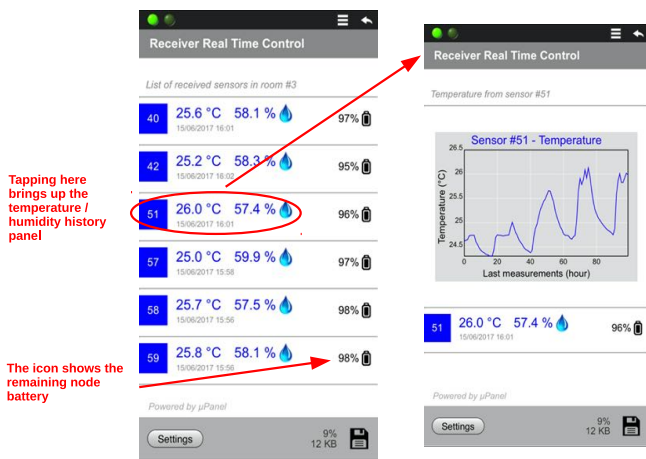 Receiver Real Time Control
List of received sensors in room #3
40 25.6 °C 58.1 % 97%
15/06/2017 16:01
42 25.2 °C 58.3 % 95%
15/06/2017 16:02
51 26.0 °C 57.4 % 96%
15/06/2017 16:01
57 25.0 °C 59.9 % 97%
15/06/2017 15:58
58 25.7 °C 57.5 % 98%
15/06/2017 15:56
59 25.8 °C 58.1 % 98%
15/06/2017 15:56
Powered by µPanel
Settings
9%
12 KB
Tapping here
brings up the
temperature /
humidity history
panel
The icon shows the
remaining node
battery
Receiver Real Time Control
Temperature from sensor #51
Sensor #51 - Temperature
Temperature (°C)
26.5
26
25.5
25
24.5
0 20 40 60 80
Last measurements (hour)
51 26.0 °C 57.4 % 96%
15/06/2017 16:01
Powered by µPanel
Settings
9%
12 KB